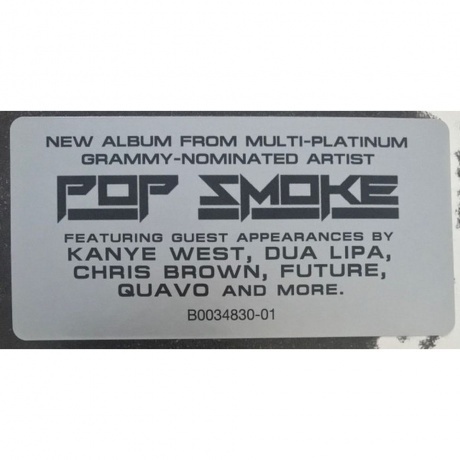 NEW ALBUM FROM MULTI-PLATINUM
GRAMMY-NOMINATED ARTIST
POP SMOKE
FEATURING GUEST APPEARANCES BY
KANYE WEST, DUA LIPA,
CHRIS BROWN, FUTURE,
QUAVO AND MORE.
B0034830-01